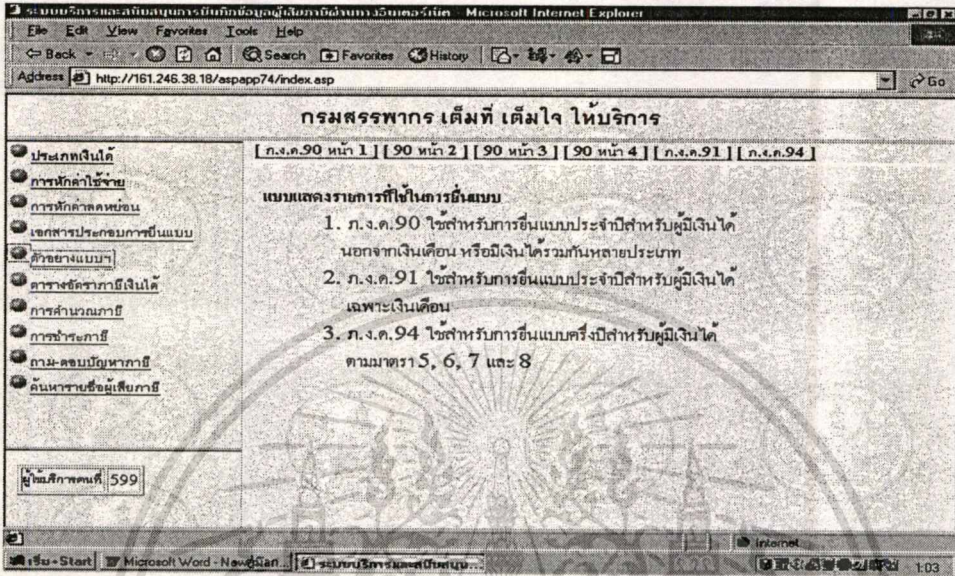 ระบบบริการและสนับสนุนการบันทึกข้อมูลผู้เสียภาษีผ่านทางอินเตอร์เน็ต - Microsoft Internet Explorer
File Edit View Favorites Tools Help
Back Search Favorites History
Address http://161.246.38.18/aspapp74/index.asp Go
กรมสรรพากร เต็มที่ เต็มใจ ให้บริการ
[ ภ.ง.ด.90 หน้า 1 ] [ 90 หน้า 2 ] [ 90 หน้า 3 ] [ 90 หน้า 4 ] [ ภ.ง.ด.91 ] [ ภ.ง.ด.94 ]
ประเภทเงินได้
การหักค่าใช้จ่าย
การหักค่าลดหย่อน
เอกสารประกอบการยื่นแบบ
ตัวอย่างแบบฯ
ตารางอัตราภาษีเงินได้
การคำนวณภาษี
การชำระภาษี
ถาม-ตอบปัญหาภาษี
ค้นหารายชื่อผู้เสียภาษี
ผู้ใช้บริการคนที่ 599
แบบแสดงรายการที่ใช้ในการยื่นแบบ
1. ภ.ง.ด.90 ใช้สำหรับการยื่นแบบประจำปีสำหรับผู้มีเงินได้
นอกจากเงินเดือน หรือมีเงินได้รวมกันหลายประเภท
2. ภ.ง.ด.91 ใช้สำหรับการยื่นแบบประจำปีสำหรับผู้มีเงินได้
เฉพาะเงินเดือน
3. ภ.ง.ด.94 ใช้สำหรับการยื่นแบบครึ่งปีสำหรับผู้มีเงินได้
ตามมาตรา 5, 6, 7 และ 8
Internet
เริ่ม - Start Microsoft Word - ระบบบริการและสนับสนุน... 1:03